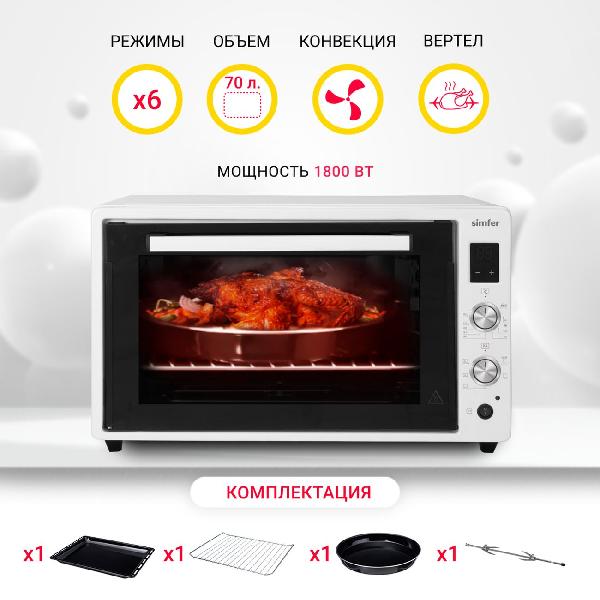 РЕЖИМЫ ОБЪЕМ КОНВЕКЦИЯ ВЕРТЕЛ
x6
70 л.
МОЩНОСТЬ 1800 ВТ
simfer
КОМПЛЕКТАЦИЯ
x1 x1 x1 x1